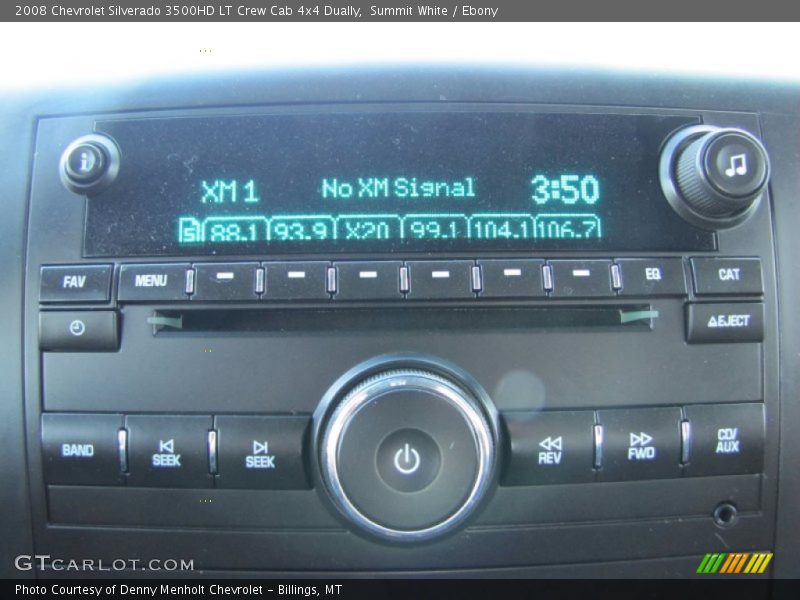 2008 Chevrolet Silverado 3500HD LT Crew Cab 4x4 Dually, Summit White / Ebony
i
XM 1 No XM Signal 3:50
5 88.1 93.9 X20 99.1 104.1 106.7
FAV MENU EQ CAT
EJECT
BAND SEEK SEEK REV FWD CD/AUX
GTCARLOT.COM
Photo Courtesy of Denny Menholt Chevrolet - Billings, MT